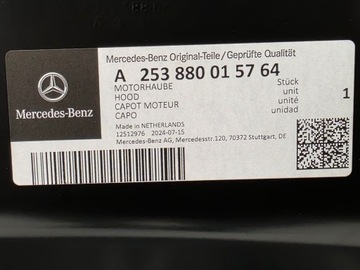 Mercedes-Benz Original-Teile/Geprüfte Qualität
A 253 880 01 57 64
MOTORHAUBE Stück
HOOD unit
CAPOT MOTEUR unité
CAPO unidad 1
Mercedes-Benz
Made in NETHERLANDS
12512976 2024-07-15
Mercedes-Benz AG, Mercedesstr.120, 70372 Stuttgart, DE